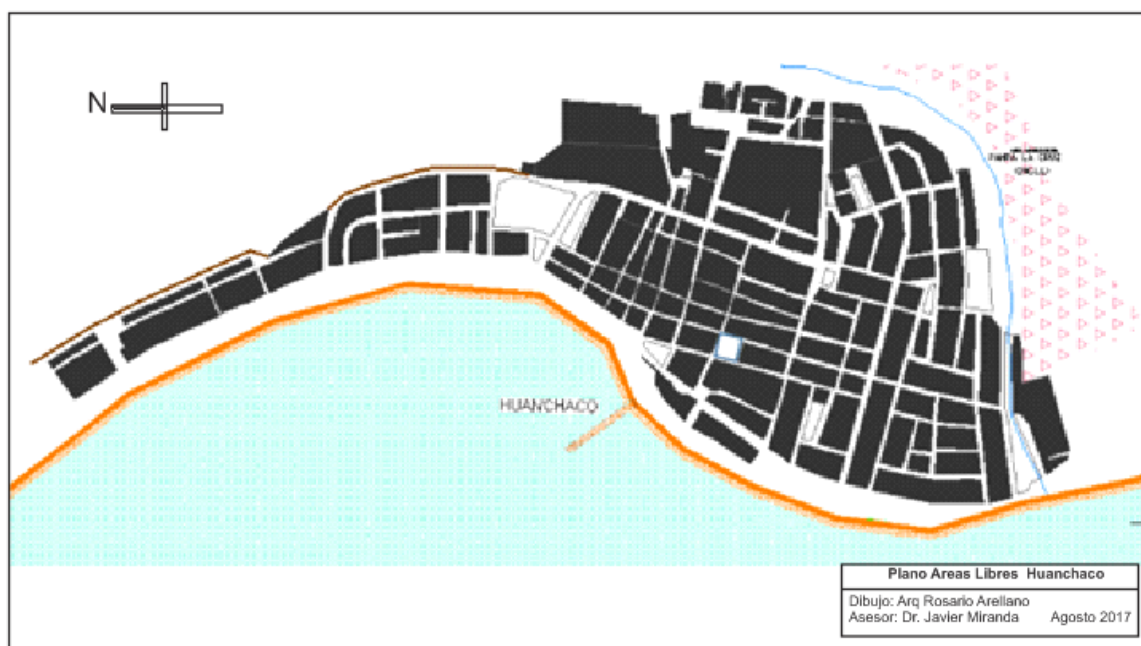 N
HUANCHACO
Plano Areas Libres Huanchaco
Dibujo: Arq Rosario Arellano
Asesor: Dr. Javier Miranda Agosto 2017